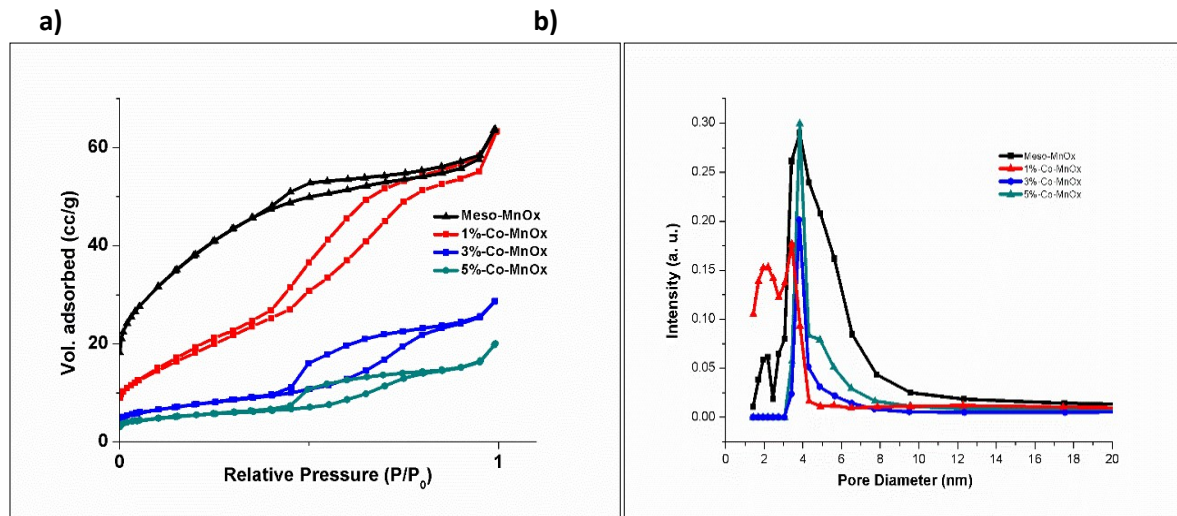 a)
b)
Vol. adsorbed (cc/g)
60
40
20
0
0
1
Relative Pressure (P/P0)
Meso-MnOx
1%-Co-MnOx
3%-Co-MnOx
5%-Co-MnOx
Intensity (a. u.)
0.30
0.25
0.20
0.15
0.10
0.05
0.00
0 2 4 6 8 10 12 14 16 18 20
Pore Diameter (nm)
Meso-MnOx
1%-Co-MnOx
3%-Co-MnOx
5%-Co-MnOx